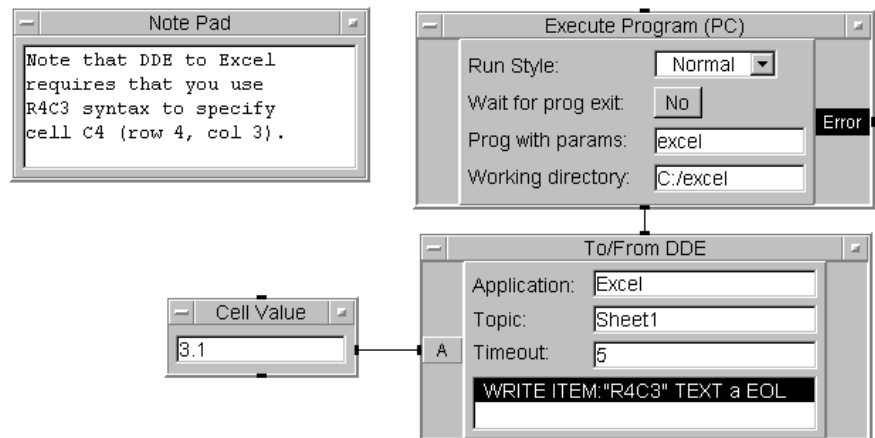 Note Pad
Note that DDE to Excel
requires that you use
R4C3 syntax to specify
cell C4 (row 4, col 3).
Execute Program (PC)
Run Style: Normal
Wait for prog exit: No
Prog with params: excel
Working directory: C:/excel
Error
To/From DDE
Application: Excel
Topic: Sheet1
Timeout: 5
WRITE ITEM:"R4C3" TEXT a EOL
Cell Value
3.1
A